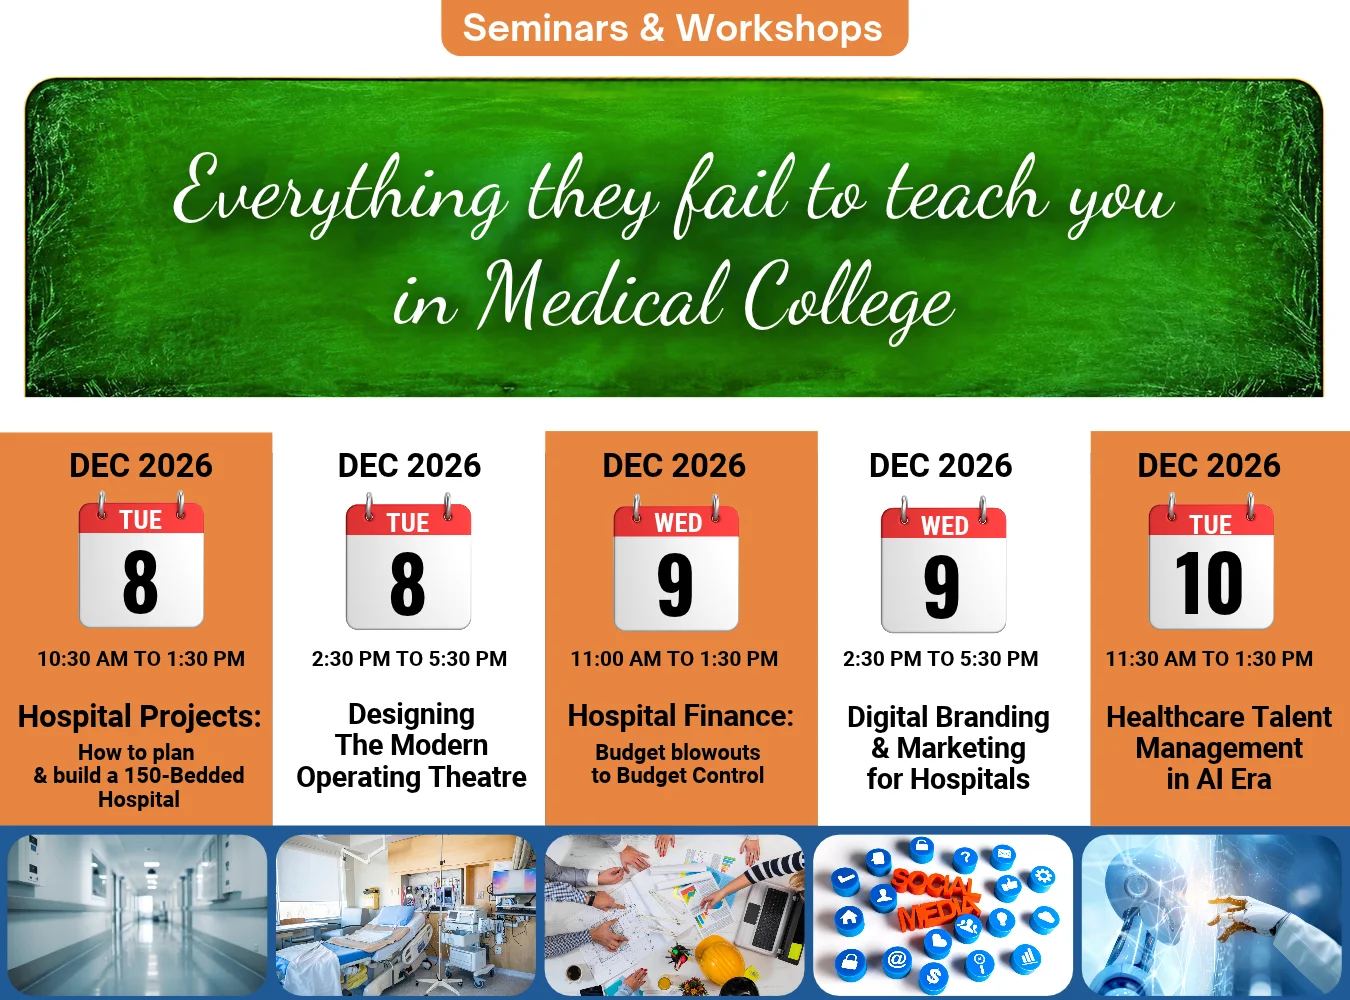 Seminars & Workshops
Everything they fail to teach you
in Medical College
DEC 2026
TUE
8
10:30 AM TO 1:30 PM
Hospital Projects:
How to plan
& build a 150-Bedded
Hospital
DEC 2026
TUE
8
2:30 PM TO 5:30 PM
Designing
The Modern
Operating Theatre
DEC 2026
WED
9
11:00 AM TO 1:30 PM
Hospital Finance:
Budget blowouts
to Budget Control
DEC 2026
WED
9
2:30 PM TO 5:30 PM
Digital Branding
& Marketing
for Hospitals
DEC 2026
TUE
10
11:30 AM TO 1:30 PM
Healthcare Talent
Management
in AI Era
SOCIAL
MEDIA